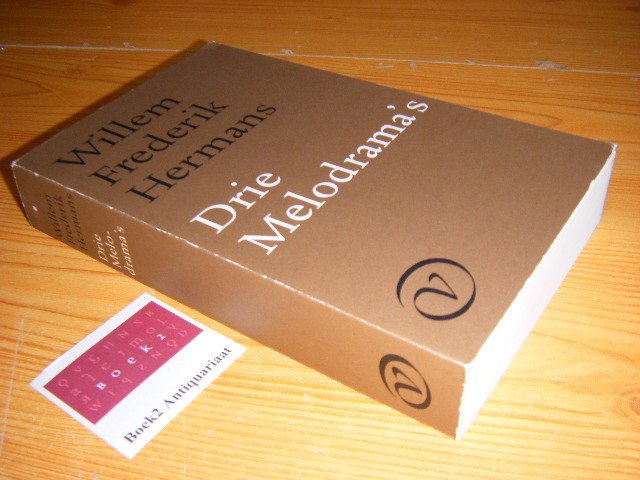 Willem
Frederik
Hermans
Drie
Melodrama's
V
Willem
Frederik
Hermans
Drie
Melo-
drama's
V
BOEK2
Boek2 Antiquariaat